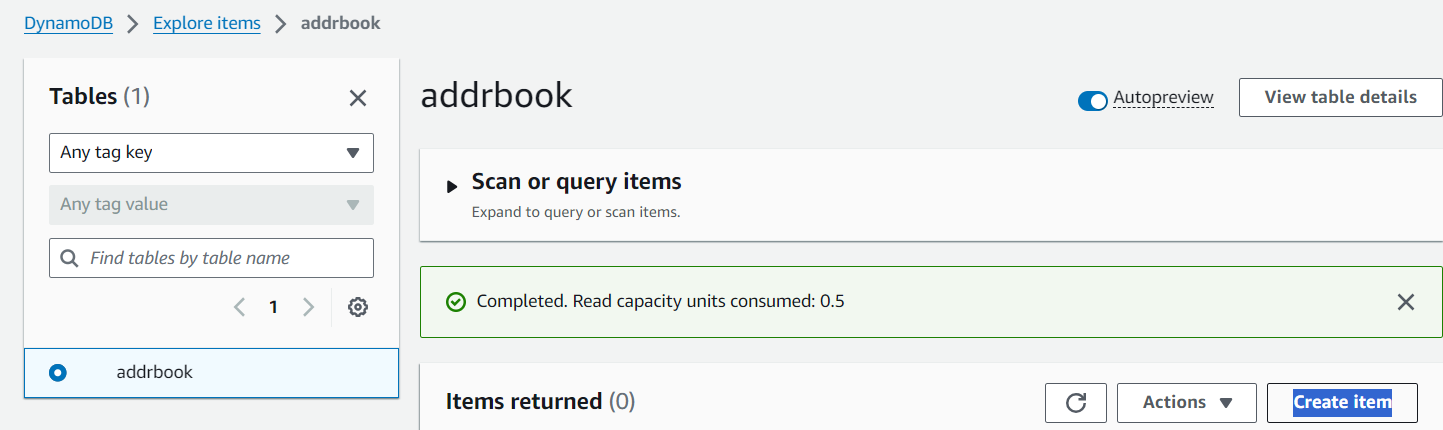 DynamoDB > Explore items > addrbook
Tables (1)
Any tag key
Any tag value
Find tables by table name
1
addrbook
addrbook
Autopreview
View table details
Scan or query items
Expand to query or scan items.
Completed. Read capacity units consumed: 0.5
Items returned (0)
Actions
Create item